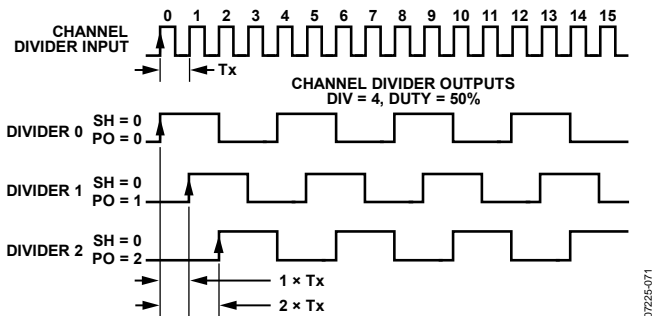 0 1 2 3 4 5 6 7 8 9 10 11 12 13 14 15
CHANNEL
DIVIDER INPUT
Tx
CHANNEL DIVIDER OUTPUTS
DIV = 4, DUTY = 50%
DIVIDER 0 SH = 0
PO = 0
DIVIDER 1 SH = 0
PO = 1
DIVIDER 2 SH = 0
PO = 2
1 × Tx
2 × Tx
07225-071